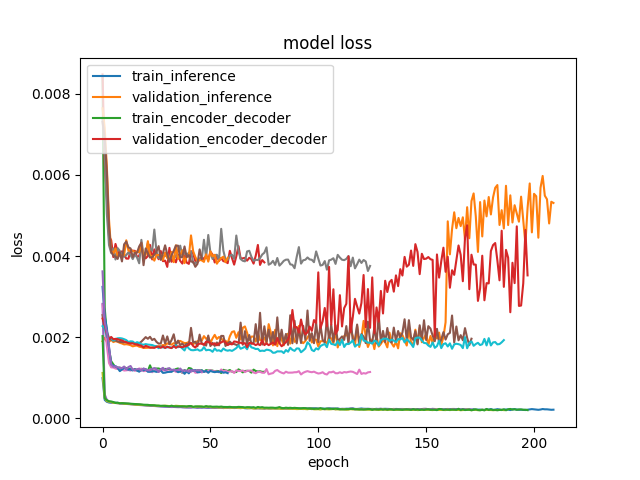 model loss
train_inference
validation_inference
train_encoder_decoder
validation_encoder_decoder
0.008
0.006
0.004
0.002
0.000
loss
0 50 100 150 200
epoch